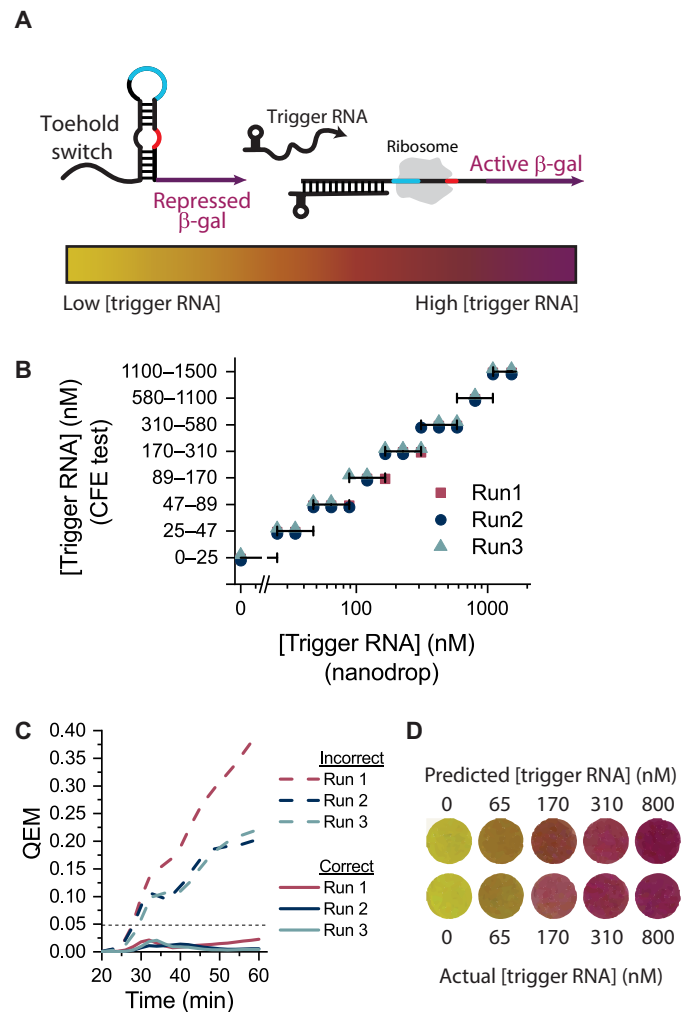 A
Toehold
switch
Trigger RNA
Ribosome
Repressed
β-gal
Active β-gal
Low [trigger RNA]
High [trigger RNA]
B
[Trigger RNA] (nM)
(CFE test)
1100–1500
580–1100
310–580
170–310
89–170
47–89
25–47
0–25
Run1
Run2
Run3
0 100 1000
[Trigger RNA] (nM)
(nanodrop)
C
QEM
0.40
0.35
0.30
0.25
0.20
0.15
0.10
0.05
0.00
20 30 40 50 60
Time (min)
Incorrect
Run 1
Run 2
Run 3
Correct
Run 1
Run 2
Run 3
D
Predicted [trigger RNA] (nM)
0 65 170 310 800
0 65 170 310 800
Actual [trigger RNA] (nM)